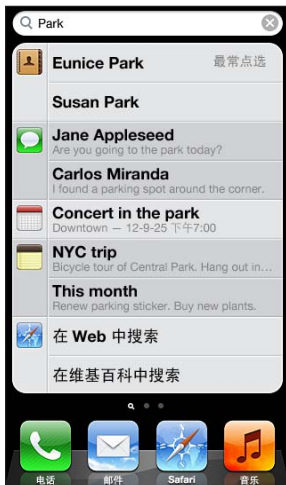 Park
Eunice Park 最常点选
Susan Park
Jane Appleseed
Are you going to the park today?
Carlos Miranda
I found a parking spot around the corner.
Concert in the park
Downtown — 12-9-25 下午7:00
NYC trip
Bicycle tour of Central Park. Hang out in…
This month
Renew parking sticker. Buy new plants.
在 Web 中搜索
在维基百科中搜索
电话 邮件 Safari 音乐